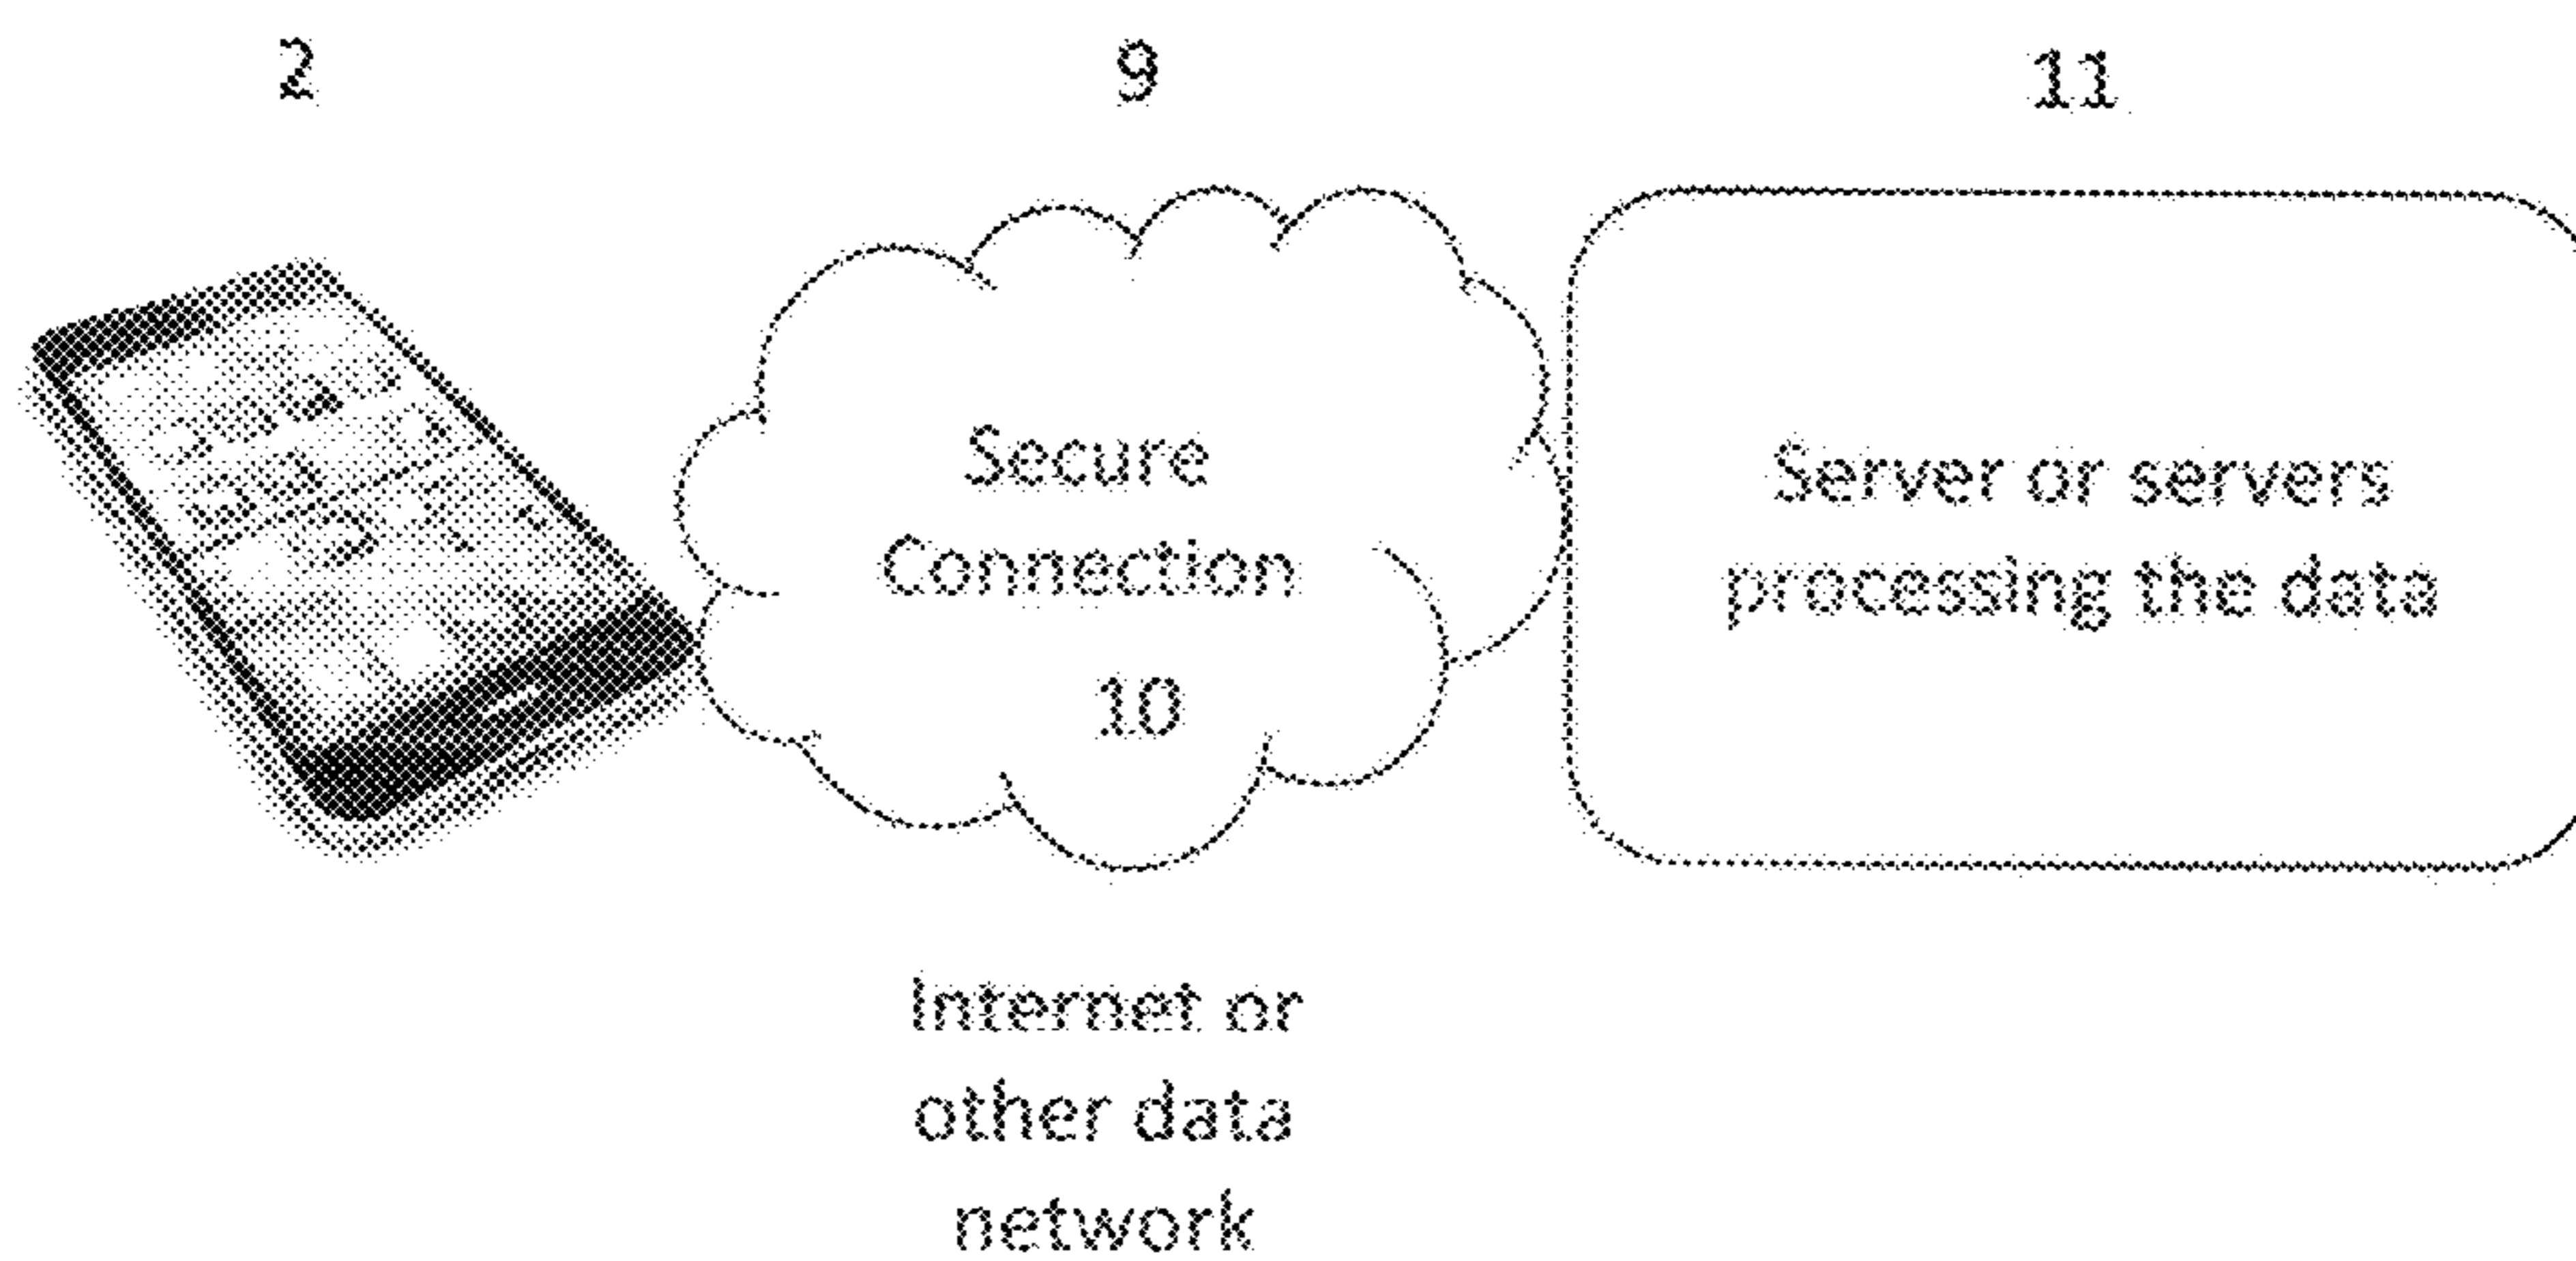 2 9 11
Secure
Connection
10
Server or servers
processing the data
Internet or
other data
network